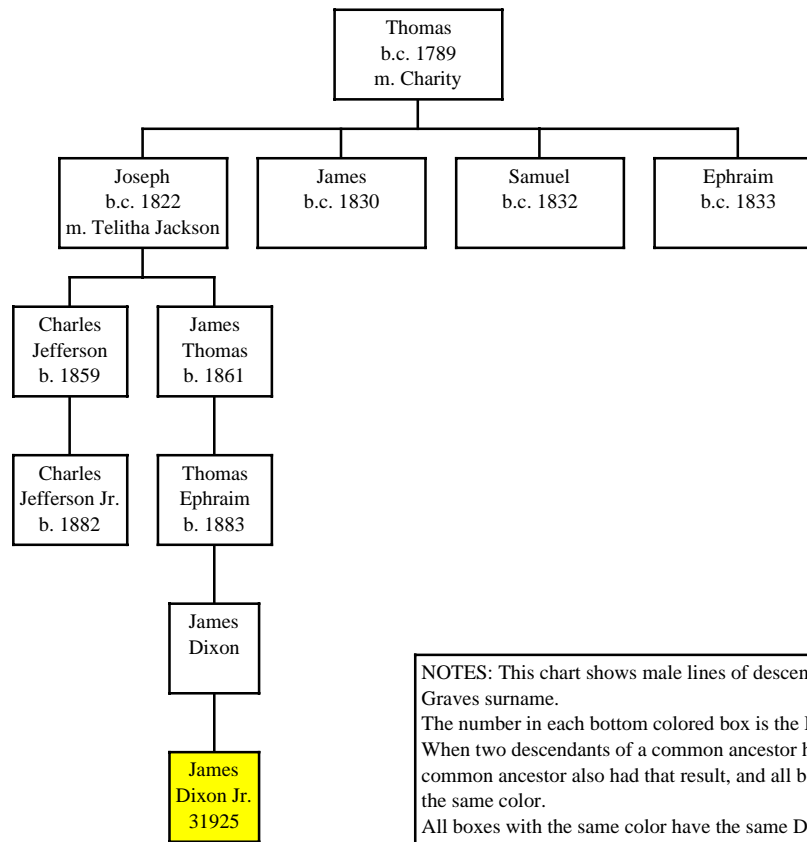 Thomas
b.c. 1789
m. Charity
Joseph
b.c. 1822
m. Telitha Jackson
James
b.c. 1830
Samuel
b.c. 1832
Ephraim
b.c. 1833
Charles
Jefferson
b. 1859
James
Thomas
b. 1861
Charles
Jefferson Jr.
b. 1882
Thomas
Ephraim
b. 1883
James
Dixon
James
Dixon Jr.
31925
NOTES: This chart shows male lines of descen
Graves surname.
The number in each bottom colored box is the
When two descendants of a common ancestor
common ancestor also had that result, and all
the same color.
All boxes with the same color have the same